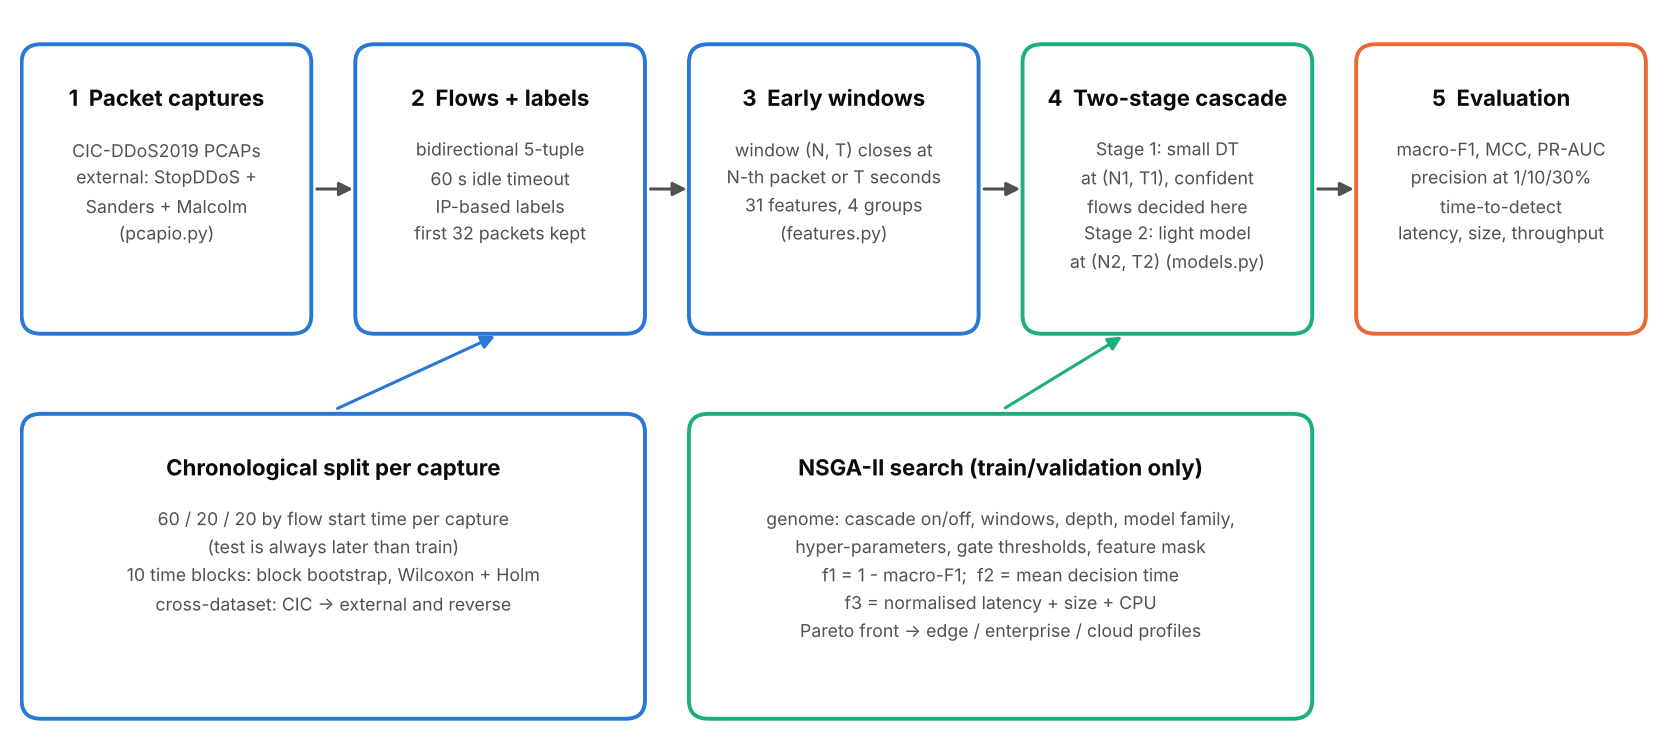 1 Packet captures
CIC-DDoS2019 PCAPs
external: StopDDoS +
Sanders + Malcolm
(pcapio.py)
2 Flows + labels
bidirectional 5-tuple
60 s idle timeout
IP-based labels
first 32 packets kept
3 Early windows
window (N, T) closes at
N-th packet or T seconds
31 features, 4 groups
(features.py)
4 Two-stage cascade
Stage 1: small DT
at (N1, T1), confident
flows decided here
Stage 2: light model
at (N2, T2) (models.py)
5 Evaluation
macro-F1, MCC, PR-AUC
precision at 1/10/30%
time-to-detect
latency, size, throughput
Chronological split per capture
60 / 20 / 20 by flow start time per capture
(test is always later than train)
10 time blocks: block bootstrap, Wilcoxon + Holm
cross-dataset: CIC → external and reverse
NSGA-II search (train/validation only)
genome: cascade on/off, windows, depth, model family,
hyper-parameters, gate thresholds, feature mask
f1 = 1 - macro-F1; f2 = mean decision time
f3 = normalised latency + size + CPU
Pareto front → edge / enterprise / cloud profiles